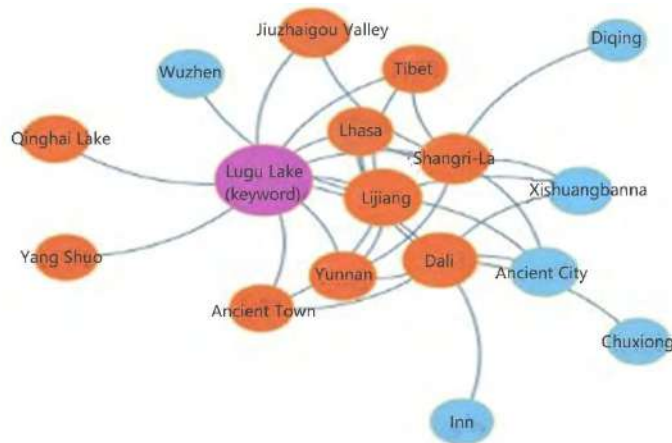 Jiuzhaigou Valley
Diqing
Wuzhen
Tibet
Qinghai Lake
Lhasa
Shangri-La
Lugu Lake
(keyword)
Lijiang
Xishuangbanna
Yang Shuo
Yunnan
Dali
Ancient City
Ancient Town
Chuxiong
Inn